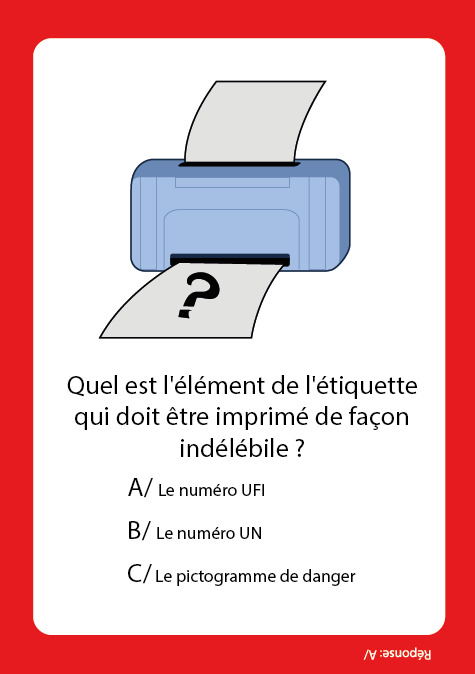 ?
Quel est l'élément de l'étiquette
qui doit être imprimé de façon
indélébile ?
A/ Le numéro UFI
B/ Le numéro UN
C/ Le pictogramme de danger
Réponse: A/